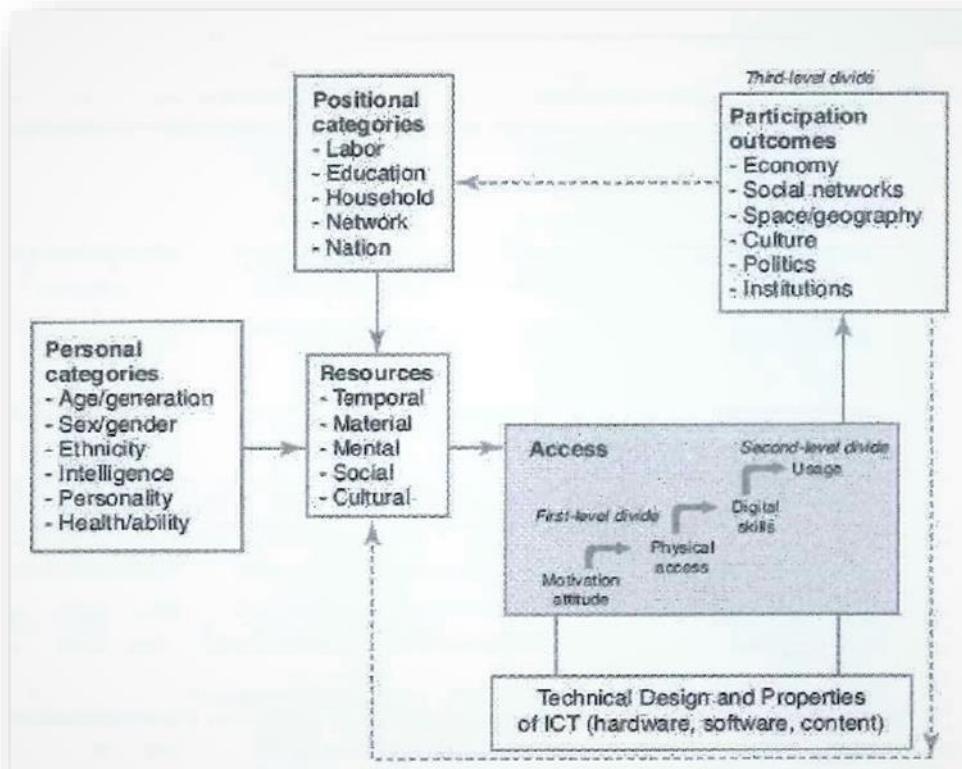 Third-level divide
Positional
categories
- Labor
- Education
- Household
- Network
- Nation
Participation
outcomes
- Economy
- Social networks
- Space/geography
- Culture
- Politics
- Institutions
Personal
categories
- Age/generation
- Sex/gender
- Ethnicity
- Intelligence
- Personality
- Health/ability
Resources
- Temporal
- Material
- Mental
- Social
- Cultural
Access
Second-level divide
Usage
Digital
skills
First-level divide
Physical
access
Motivation
attitude
Technical Design and Properties
of ICT (hardware, software, content)